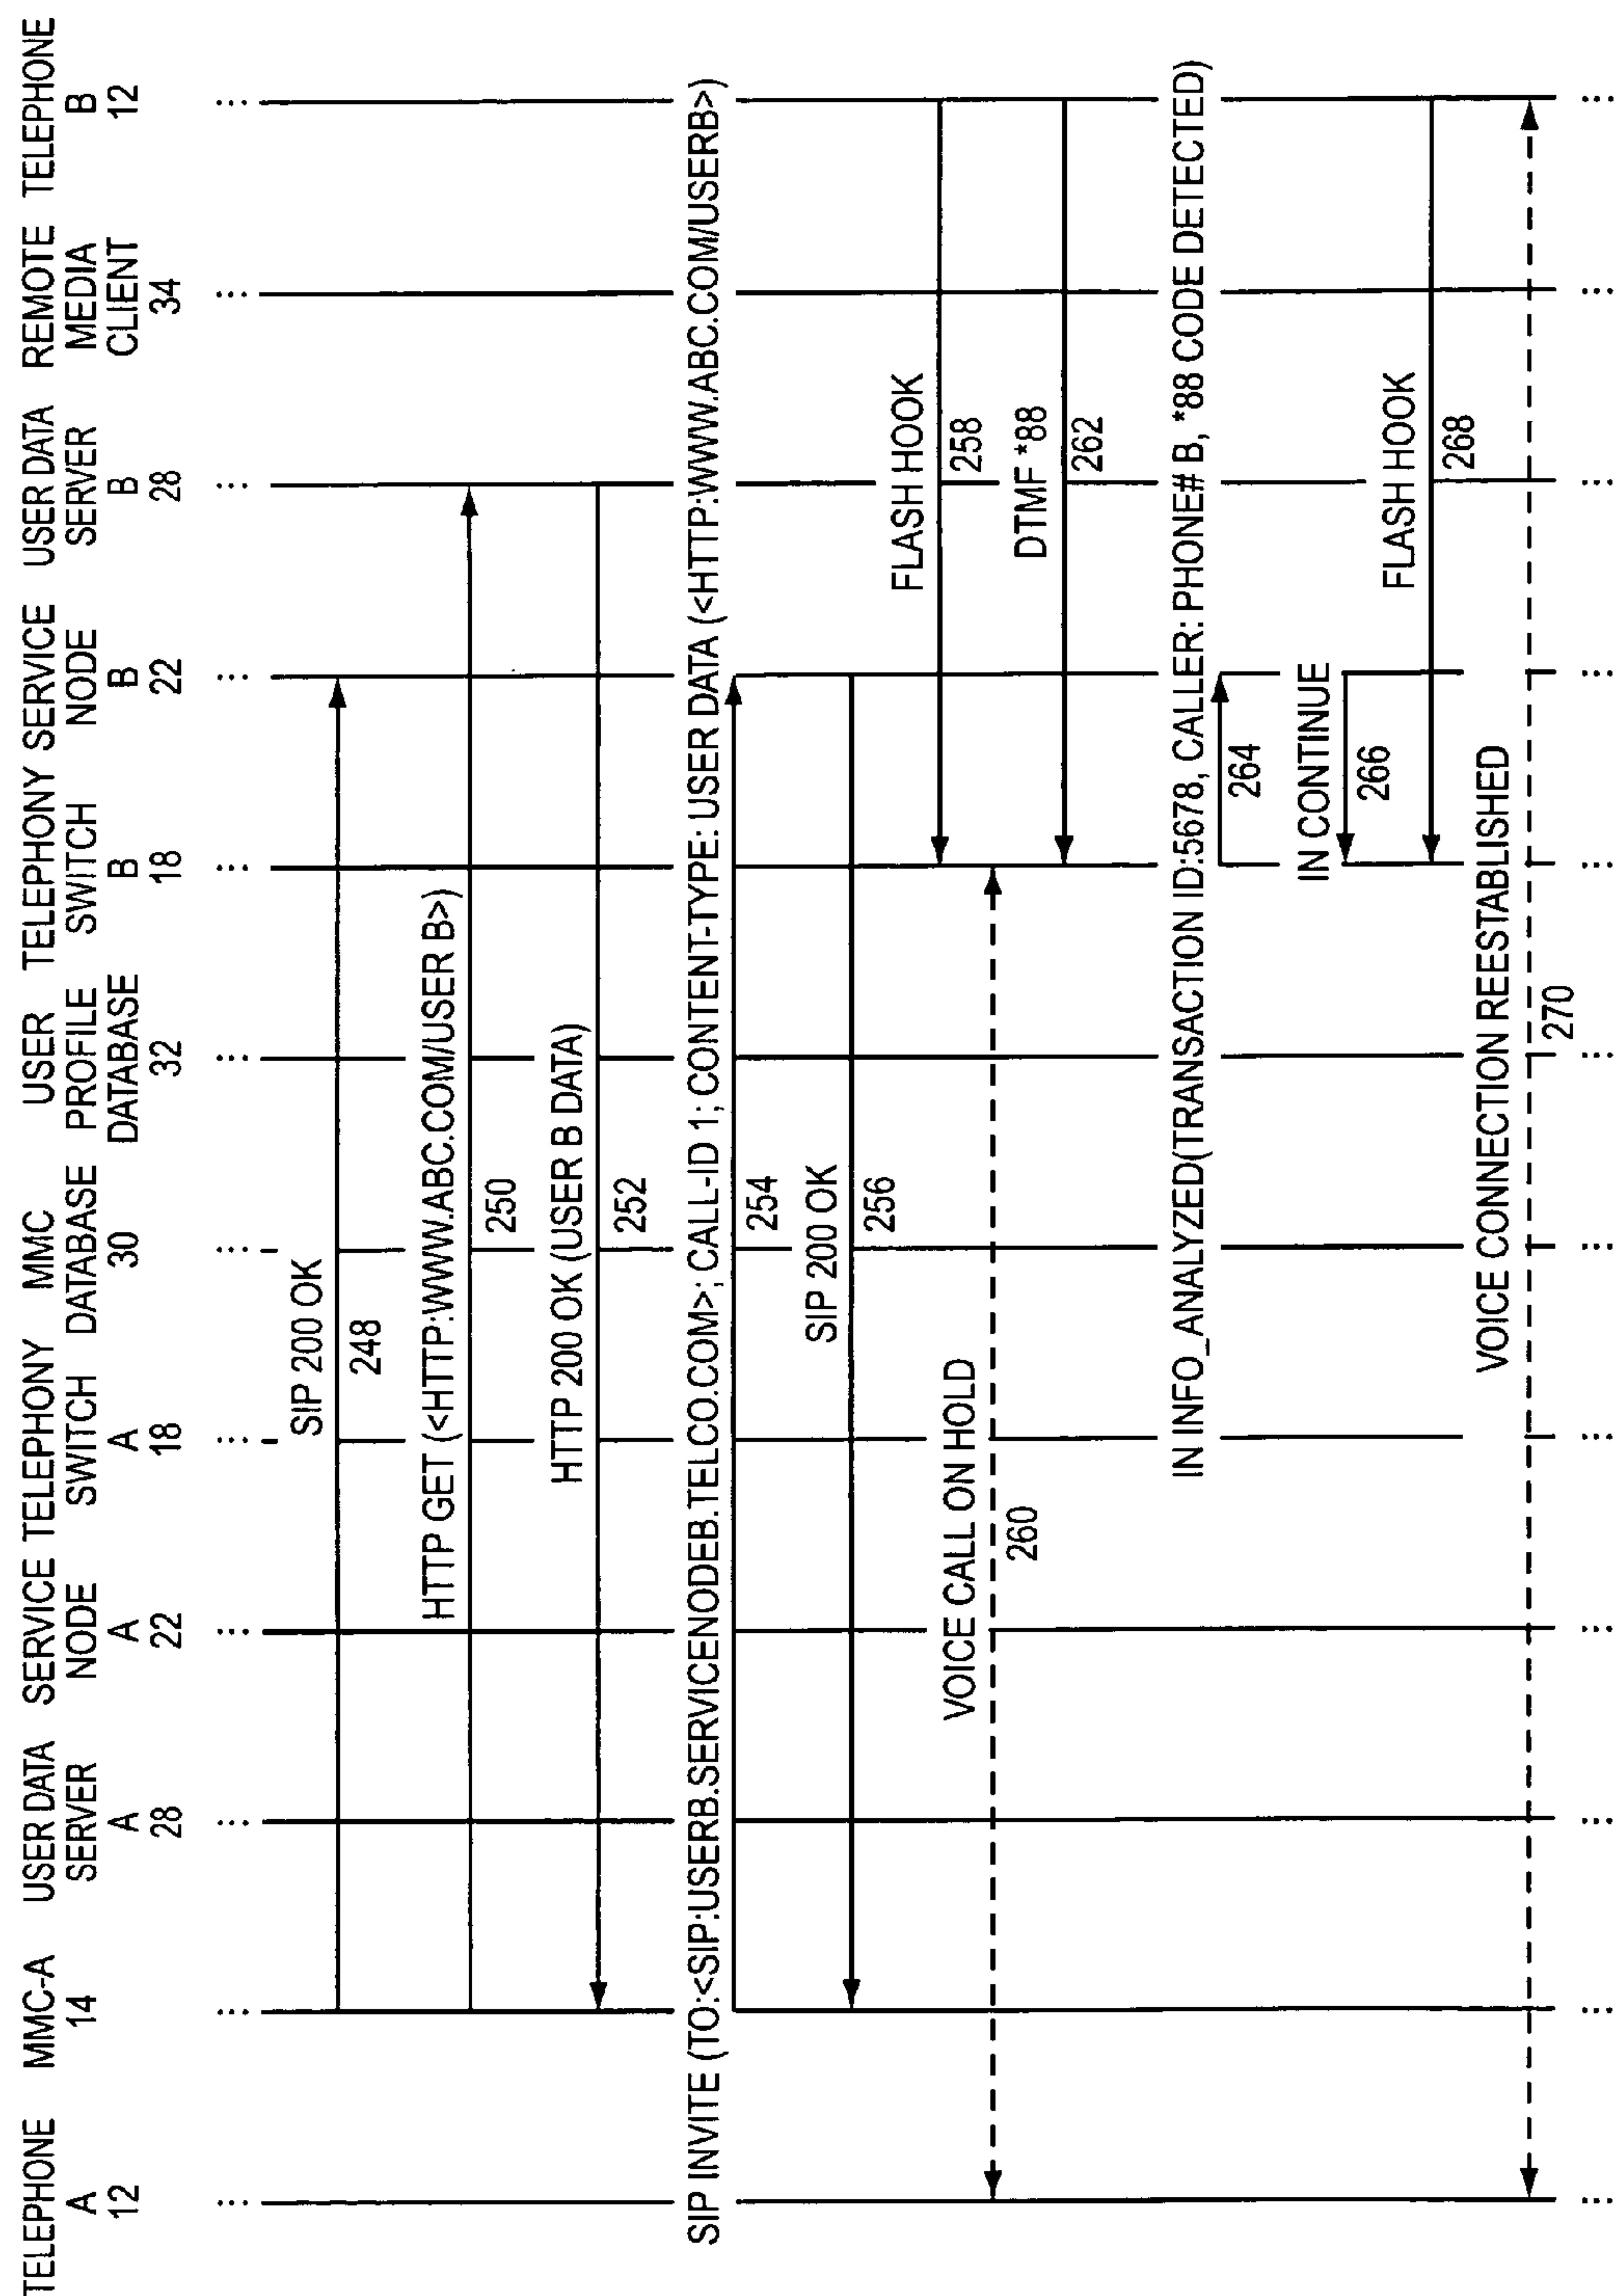 TELEPHONE
A
12
MMC-A
14
USER DATA
SERVER
A
28
SERVICE
NODE
A
22
TELEPHONY
SWITCH
A
18
MMC
DATABASE
30
USER
PROFILE
DATABASE
32
TELEPHONY
SWITCH
B
18
SERVICE
NODE
B
22
USER DATA
SERVER
B
28
REMOTE
MEDIA
CLIENT
34
TELEPHONE
B
12
SIP 200 OK
248
HTTP GET (<HTTP:WWW.ABC.COM/USER B>)
250
HTTP 200 OK (USER B DATA)
252
SIP INVITE (TO:<SIP:USERB.SERVICENODEB.TELCO.COM>; CALL-ID 1; CONTENT-TYPE: USER DATA (<HTTP:WWW.ABC.COM/USERB>)
254
SIP 200 OK
256
FLASH HOOK
258
VOICE CALL ON HOLD
260
DTMF *88
262
IN INFO_ANALYZED(TRANSACTION ID:5678, CALLER: PHONE# B, *88 CODE DETECTED)
264
IN CONTINUE
266
FLASH HOOK
268
VOICE CONNECTION REESTABLISHED
270